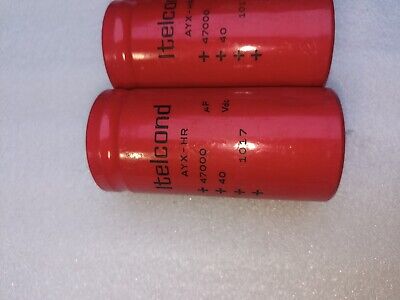 Itelcond
AYX-HR
+ 47000 µF
+ 40 Vdc
+ 1017
+
Itelcond
AYX-H
+ 47000
+ 40
+ 101
+